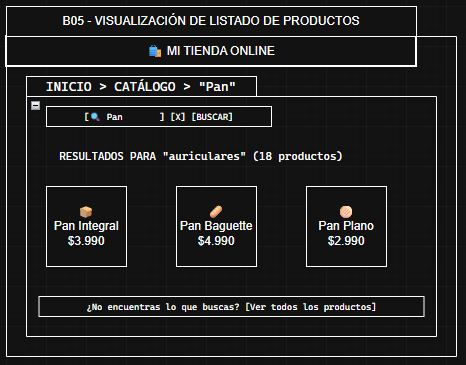 B05 - VISUALIZACIÓN DE LISTADO DE PRODUCTOS
🛍️ MI TIENDA ONLINE
INICIO > CATÁLOGO > "Pan"
[🔍 Pan ] [X] [BUSCAR]
RESULTADOS PARA "auriculares" (18 productos)
Pan Integral
$3.990
Pan Baguette
$4.990
Pan Plano
$2.990
¿No encuentras lo que buscas? [Ver todos los productos]